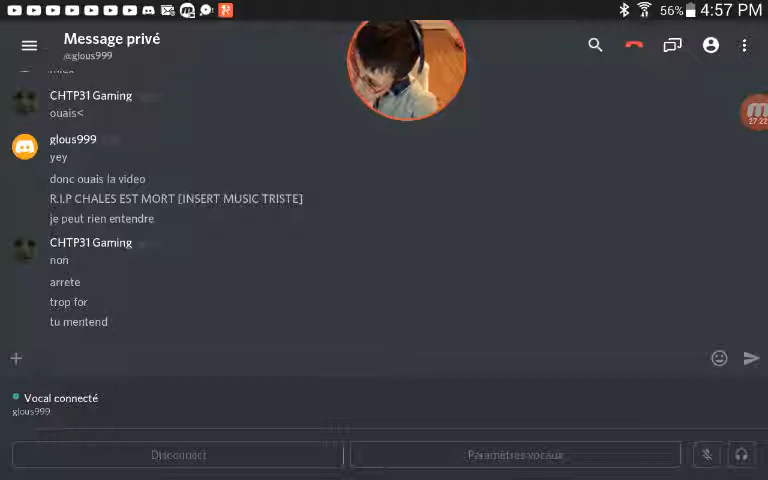 56% 4:57 PM
Message privé
@glous999
CHTP31 Gaming
ouais<
27:22
glous999
yey
donc ouais la video
R.I.P CHALES EST MORT [INSERT MUSIC TRISTE]
je peut rien entendre
CHTP31 Gaming
non
arrete
trop for
tu mentend
Vocal connecté
glous999
Disconnect
Paramètres vocaux